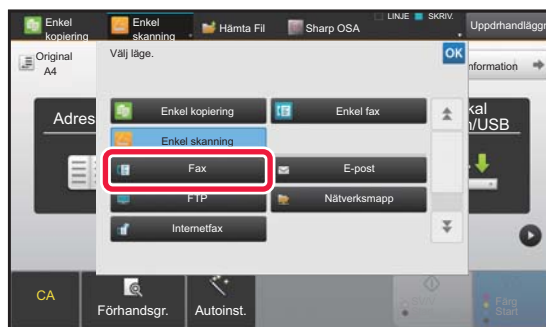 Enkel
kopiering
Enkel
skanning
Hämta Fil
Sharp OSA
LINJE
SKRIV.
Uppdrhandläggr
Original
A4
Välj läge.
OK
nformation
Adres
kal
n/USB
Enkel kopiering
Enkel fax
Enkel skanning
Fax
E-post
FTP
Nätverksmapp
Internetfax
CA
Förhandsgr.
Autoinst.
Färg
Start